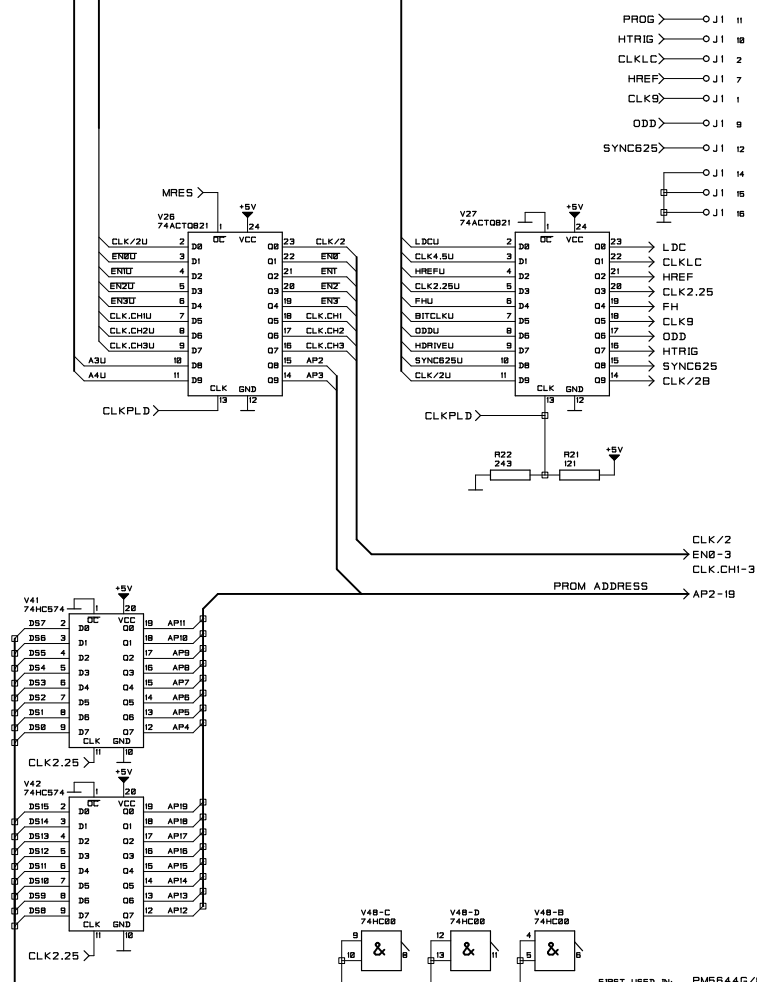 PROG J1 11
HTRIG J1 10
CLKLC J1 2
HREF J1 7
CLK9 J1 1
ODD J1 9
SYNC625 J1 12
J1 14
J1 15
J1 16
MRES
+5V
V26
74ACTQ821
1 24
OC VCC
CLK/2U 2 D0 Q0 23 CLK/2
EN0U 3 D1 Q1 22 EN0
EN1U 4 D2 Q2 21 EN1
EN2U 5 D3 Q3 20 EN2
EN3U 6 D4 Q4 19 EN3
CLK.CH1U 7 D5 Q5 18 CLK.CH1
CLK.CH2U 8 D6 Q6 17 CLK.CH2
CLK.CH3U 9 D7 Q7 16 CLK.CH3
A3U 10 D8 Q8 15 AP2
A4U 11 D9 Q9 14 AP3
CLK GND
13 12
CLKPLD
+5V
V27
74ACTQ821
1 24
OC VCC
LDCU 2 D0 Q0 23 LDC
CLK4.5U 3 D1 Q1 22 CLKLC
HREFU 4 D2 Q2 21 HREF
CLK2.25U 5 D3 Q3 20 CLK2.25
FHU 6 D4 Q4 19 FH
BITCLKU 7 D5 Q5 18 CLK9
ODDU 8 D6 Q6 17 ODD
HDRIVEU 9 D7 Q7 16 HTRIG
SYNC625U 10 D8 Q8 15 SYNC625
CLK/2U 11 D9 Q9 14 CLK/2B
CLK GND
13 12
CLKPLD
R22
243
R21
121
+5V
CLK/2
EN0-3
CLK.CH1-3
PROM ADDRESS AP2-19
+5V
V41
74HC574
1 20
OC VCC
DS7 2 D0 Q0 19 AP11
DS6 3 D1 Q1 18 AP10
DS5 4 D2 Q2 17 AP9
DS4 5 D3 Q3 16 AP8
DS3 6 D4 Q4 15 AP7
DS2 7 D5 Q5 14 AP6
DS1 8 D6 Q6 13 AP5
DS0 9 D7 Q7 12 AP4
CLK GND
11 10
CLK2.25
+5V
V42
74HC574
1 20
OC VCC
DS15 2 D0 Q0 19 AP19
DS14 3 D1 Q1 18 AP18
DS13 4 D2 Q2 17 AP17
DS12 5 D3 Q3 16 AP16
DS11 6 D4 Q4 15 AP15
DS10 7 D5 Q5 14 AP14
DS9 8 D6 Q6 13 AP13
DS8 9 D7 Q7 12 AP12
CLK GND
11 10
CLK2.25
V48-C
74HC00
9 10 & 8
V48-D
74HC00
12 13 & 11
V48-B
74HC00
4 5 & 6
FIRST USED IN: PM5644G/